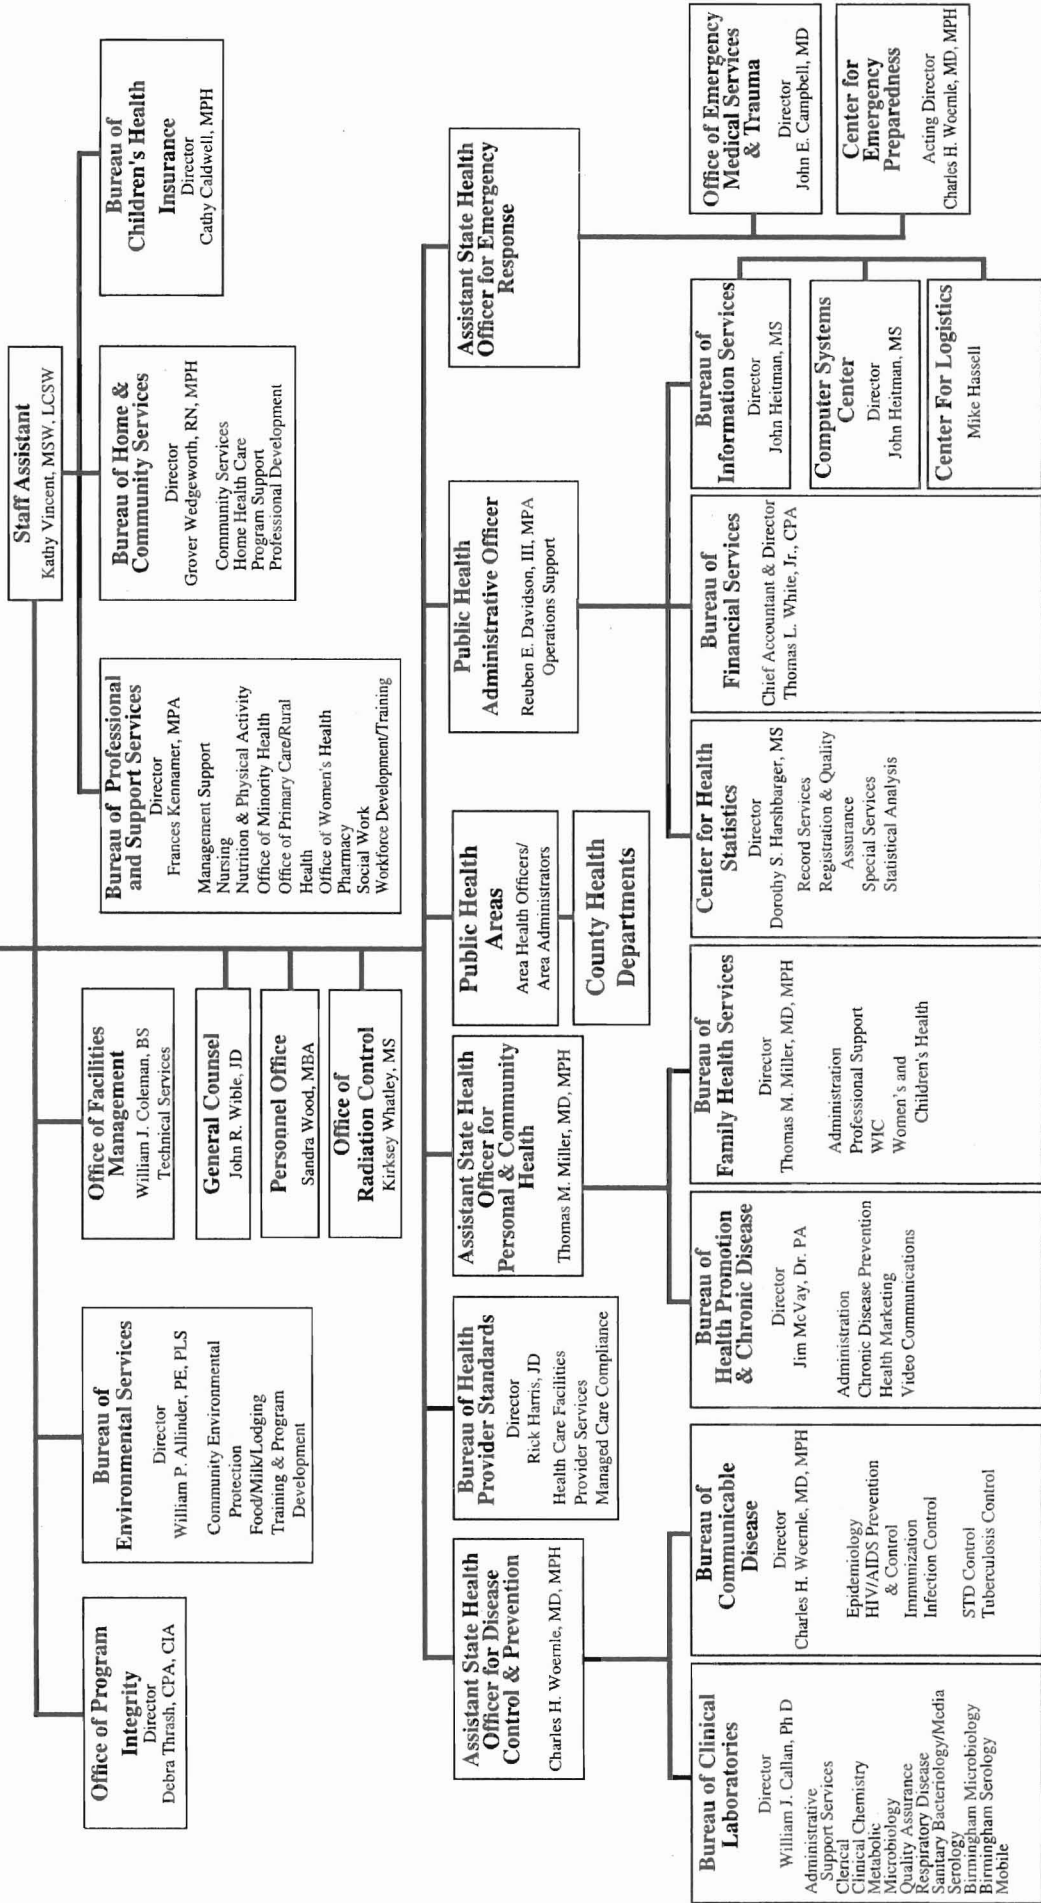 Staff Assistant
Kathy Vincent, MSW, LCSW
Office of Program
Integrity
Director
Debra Thrash, CPA, CIA
Bureau of
Environmental Services
Director
William P. Allinder, PE, PLS
Community Environmental
Protection
Food/Milk/Lodging
Training & Program
Development
Office of Facilities
Management
William J. Coleman, BS
Technical Services
General Counsel
John R. Wible, JD
Personnel Office
Sandra Wood, MBA
Office of
Radiation Control
Kirksey Whatley, MS
Bureau of Professional
and Support Services
Director
Frances Kennamer, MPA
Management Support
Nursing
Nutrition & Physical Activity
Office of Minority Health
Office of Primary Care/Rural
Health
Office of Women's Health
Pharmacy
Social Work
Workforce Development/Training
Bureau of Home &
Community Services
Director
Grover Wedgeworth, RN, MPH
Community Services
Home Health Care
Program Support
Professional Development
Bureau of
Children's Health
Insurance
Director
Cathy Caldwell, MPH
Assistant State Health
Officer for Disease
Control & Prevention
Charles H. Woernle, MD, MPH
Bureau of Health
Provider Standards
Director
Rick Harris, JD
Health Care Facilities
Provider Services
Managed Care Compliance
Assistant State Health
Officer for
Personal & Community
Health
Thomas M. Miller, MD, MPH
Public Health
Areas
Area Health Officers/
Area Administrators
County Health
Departments
Public Health
Administrative Officer
Reuben E. Davidson, III, MPA
Operations Support
Assistant State Health
Officer for Emergency
Response
Bureau of Clinical
Laboratories
Director
William J. Callan, Ph D
Administrative
Support Services
Clerical
Clinical Chemistry
Metabolic
Microbiology
Quality Assurance
Respiratory Disease
Sanitary Bacteriology/Media
Serology
Birmingham Microbiology
Birmingham Serology
Mobile
Bureau of
Communicable
Disease
Director
Charles H. Woernle, MD, MPH
Epidemiology
HIV/AIDS Prevention
& Control
Immunization
Infection Control
STD Control
Tuberculosis Control
Bureau of
Health Promotion
& Chronic Disease
Director
Jim McVay, Dr. PA
Administration
Chronic Disease Prevention
Health Marketing
Video Communications
Bureau of
Family Health Services
Director
Thomas M. Miller, MD, MPH
Administration
Professional Support
WIC
Women's and
Children's Health
Center for Health
Statistics
Director
Dorothy S. Harshbarger, MS
Record Services
Registration & Quality
Assurance
Special Services
Statistical Analysis
Bureau of
Financial Services
Chief Accountant & Director
Thomas L. White, Jr., CPA
Bureau of
Information Services
Director
John Heitman, MS
Computer Systems
Center
Director
John Heitman, MS
Center For Logistics
Mike Hassell
Office of Emergency
Medical Services
& Trauma
Director
John E. Campbell, MD
Center for
Emergency
Preparedness
Acting Director
Charles H. Woernle, MD, MPH